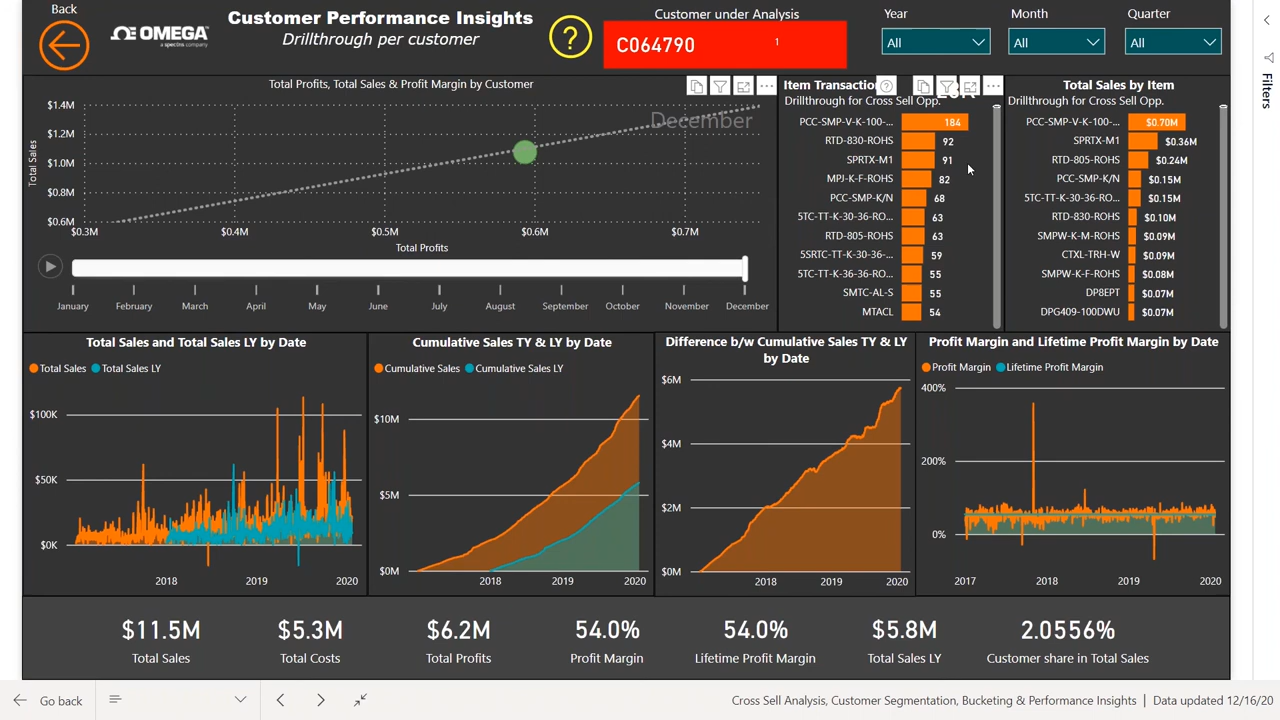 Back
OMEGA
a spectris company
Customer Performance Insights
Drillthrough per customer
?
Customer under Analysis
C064790
1
Year
All
Month
All
Quarter
All
Filters
Total Profits, Total Sales & Profit Margin by Customer
December
Total Sales
$1.4M
$1.2M
$1.0M
$0.8M
$0.6M
$0.3M
$0.4M
$0.5M
$0.6M
$0.7M
Total Profits
January
February
March
April
May
June
July
August
September
October
November
December
Item Transaction
Drillthrough for Cross Sell Opp.
PCC-SMP-V-K-100-... 184
RTD-830-ROHS 92
SPRTX-M1 91
MPJ-K-F-ROHS 82
PCC-SMP-K/N 68
5TC-TT-K-30-36-RO... 63
RTD-805-ROHS 63
5SRTC-TT-K-30-36-... 59
5TC-TT-K-36-36-RO... 55
SMTC-AL-S 55
MTACL 54
Total Sales by Item
Drillthrough for Cross Sell Opp.
PCC-SMP-V-K-100-... $0.70M
SPRTX-M1 $0.36M
RTD-805-ROHS $0.24M
PCC-SMP-K/N $0.15M
5TC-TT-K-30-36-RO... $0.15M
RTD-830-ROHS $0.10M
SMPW-K-M-ROHS $0.09M
CTXL-TRH-W $0.09M
SMPW-K-F-ROHS $0.08M
DP8EPT $0.07M
DPG409-100DWU $0.07M
Total Sales and Total Sales LY by Date
Total Sales Total Sales LY
$100K
$50K
$0K
2018 2019 2020
Cumulative Sales TY & LY by Date
Cumulative Sales Cumulative Sales LY
$10M
$5M
$0M
2018 2019 2020
Difference b/w Cumulative Sales TY & LY
by Date
$6M
$4M
$2M
$0M
2018 2019 2020
Profit Margin and Lifetime Profit Margin by Date
Profit Margin Lifetime Profit Margin
400%
200%
0%
2017 2018 2019 2020
$11.5M
Total Sales
$5.3M
Total Costs
$6.2M
Total Profits
54.0%
Profit Margin
54.0%
Lifetime Profit Margin
$5.8M
Total Sales LY
2.0556%
Customer share in Total Sales
Go back
Cross Sell Analysis, Customer Segmentation, Bucketing & Performance Insights | Data updated 12/16/20